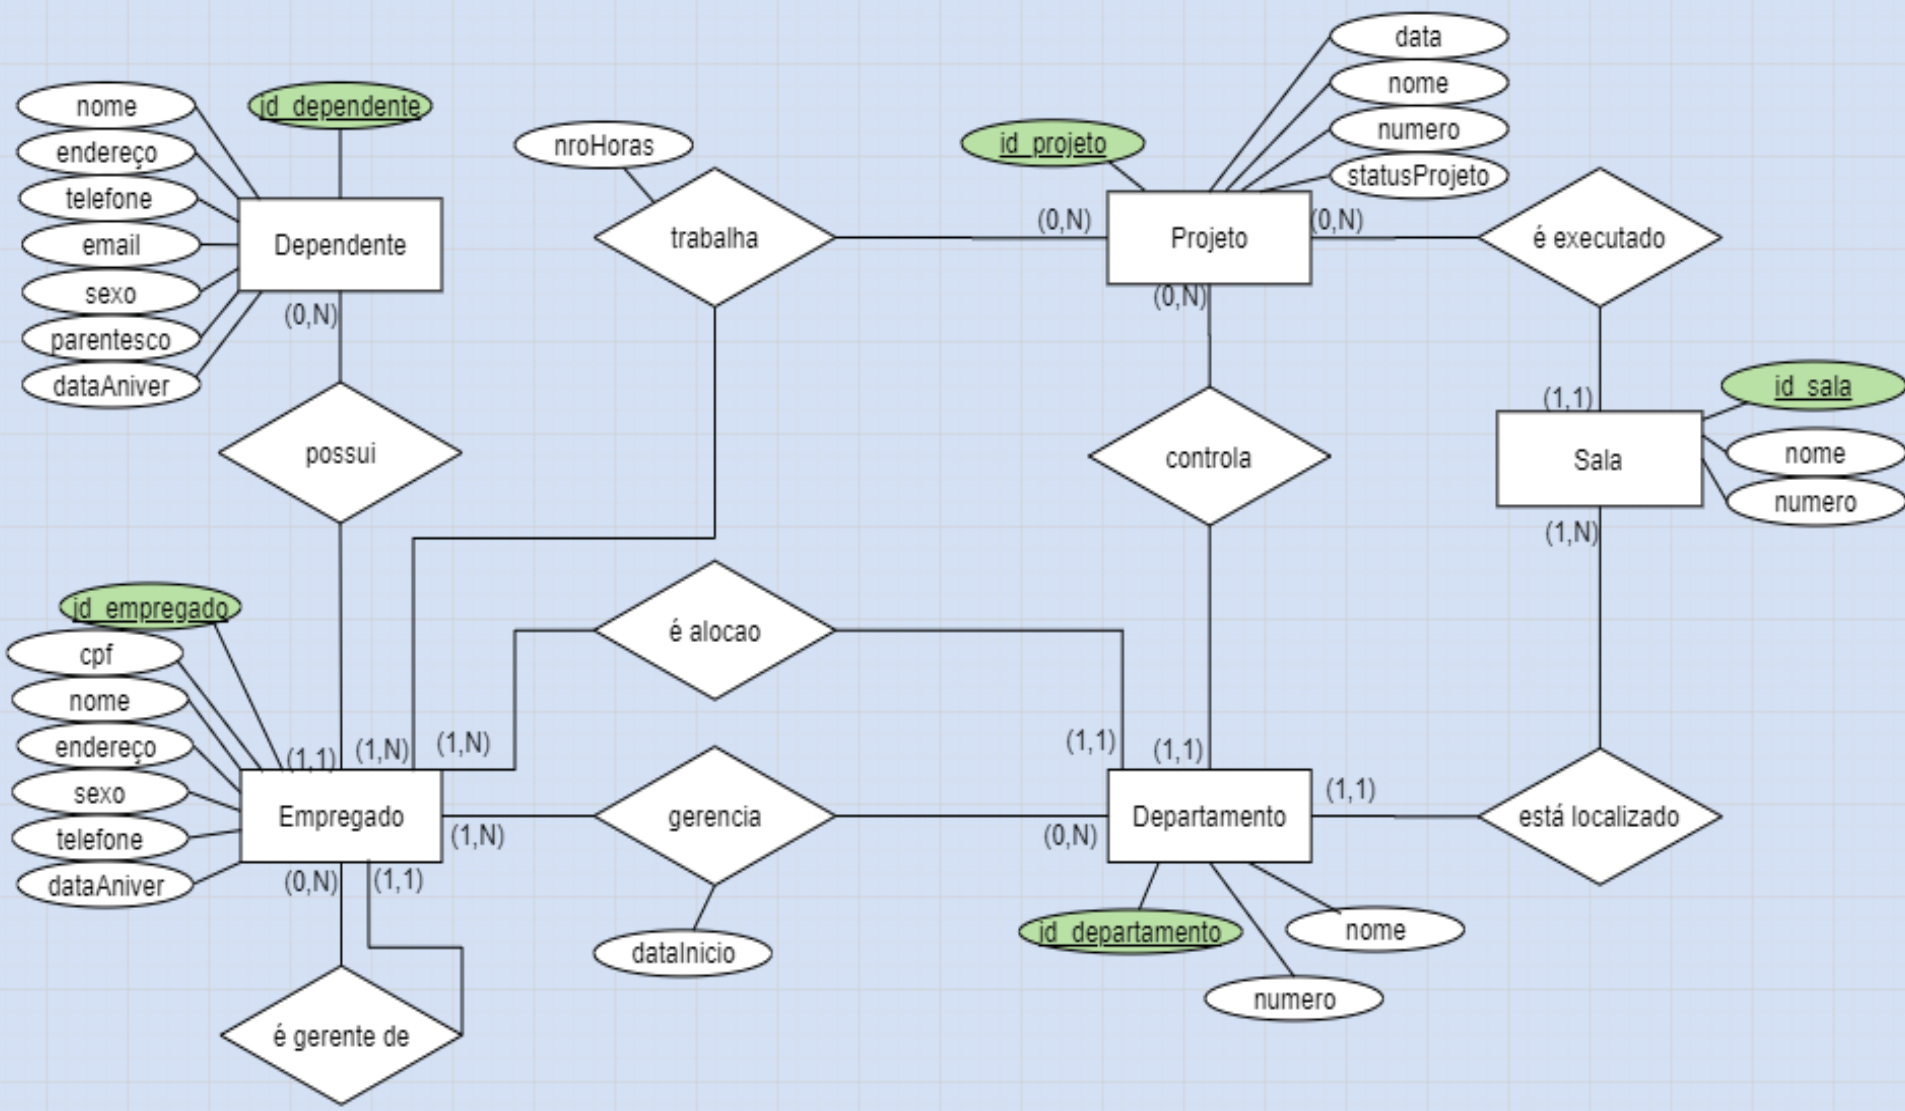 data
nome
numero
statusProjeto
id_projeto
nome
endereço
telefone
email
sexo
parentesco
dataAniver
id_dependente
Dependente
(0,N)
nroHoras
trabalha
(0,N)
Projeto
(0,N)
(0,N)
é executado
possui
controla
(1,1)
Sala
id_sala
nome
numero
(1,N)
id_empregado
cpf
nome
endereço
sexo
telefone
dataAniver
(1,1)
(1,N)
(1,N)
é alocao
(1,1)
(1,1)
Empregado
(1,N)
gerencia
(0,N)
Departamento
(1,1)
está localizado
(0,N)
(1,1)
dataInicio
id_departamento
nome
numero
é gerente de